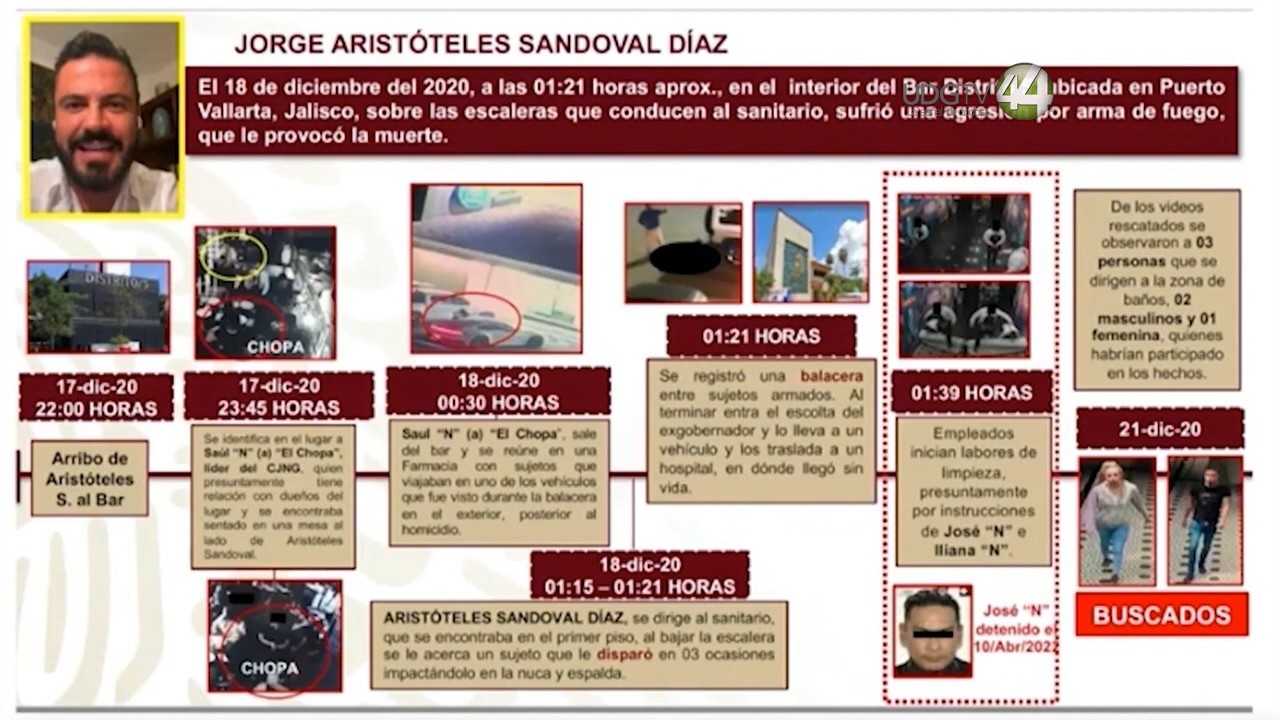 JORGE ARISTÓTELES SANDOVAL DÍAZ
UDGTV 44
El 18 de diciembre del 2020, a las 01:21 horas aprox., en el interior del Bar ubicada en Puerto
Vallarta, Jalisco, sobre las escaleras que conducen al sanitario, sufrió una agresión por arma de fuego,
que le provocó la muerte.
DISTRITO/5
17-dic-20
22:00 HORAS
Arribo de
Aristóteles
S. al Bar
CHOPA
17-dic-20
23:45 HORAS
Se identifica en el lugar a
Saúl “N” (a) “El Chopa”,
líder del CJNG, quien
presuntamente tiene
relación con dueños del
lugar y se encontraba
sentado en una mesa al
lado de Aristóteles
Sandoval.
CHOPA
18-dic-20
00:30 HORAS
Saul “N” (a) “El Chopa”, sale
del bar y se reúne en una
Farmacia con sujetos que
viajaban en uno de los vehículos
que fue visto durante la balacera
en el exterior, posterior al
homicidio.
18-dic-20
01:15 – 01:21 HORAS
ARISTÓTELES SANDOVAL DÍAZ, se dirige al sanitario,
que se encontraba en el primer piso, al bajar la escalera
se le acerca un sujeto que le disparó en 03 ocasiones
impactándolo en la nuca y espalda.
01:21 HORAS
Se registró una balacera
entre sujetos armados. Al
terminar entra el escolta del
exgobernador y lo lleva a un
vehículo y los traslada a un
hospital, en dónde llegó sin
vida.
01:39 HORAS
Empleados
inician labores de
limpieza,
presuntamente
por instrucciones
de José “N” e
Iliana “N”.
José “N”
detenido el
10/Abr/2022
De los videos
rescatados se
observaron a 03
personas que se
dirigen a la zona de
baños, 02
masculinos y 01
femenina, quienes
habrían participado
en los hechos.
21-dic-20
BUSCADOS